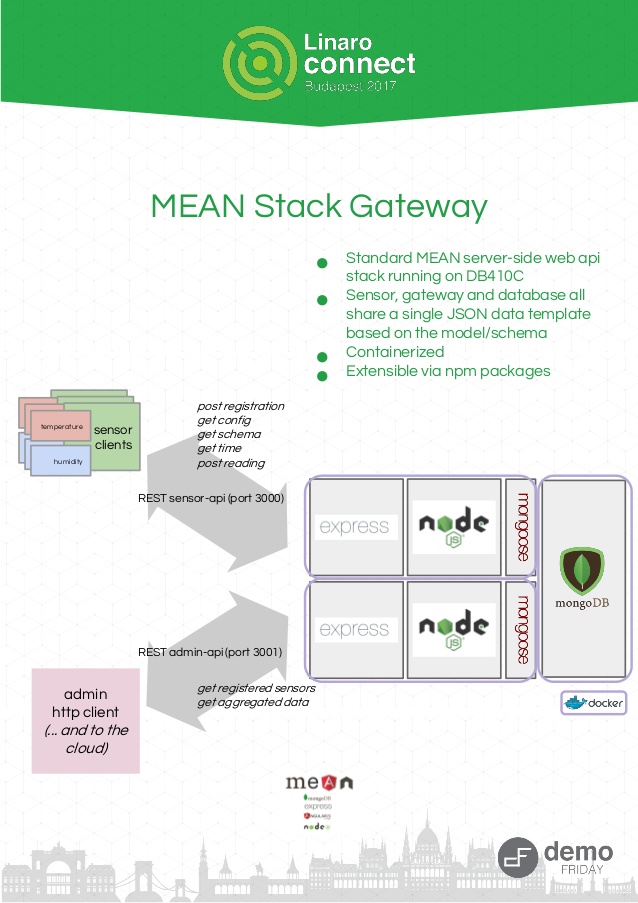 Linaro
connect
Budapest 2017
MEAN Stack Gateway
Standard MEAN server-side web api
stack running on DB410C
Sensor, gateway and database all
share a single JSON data template
based on the model/schema
Containerized
Extensible via npm packages
temperature
humidity
sensor
clients
post registration
get config
get schema
get time
post reading
REST sensor-api (port 3000)
express
node
js
mongoose
mongoDB
express
node
js
mongoose
REST admin-api (port 3001)
get registered sensors
get aggregated data
admin
http client
(... and to the
cloud)
docker
meAn
mongoDB
express
ANGULARJS
node
demo
FRIDAY